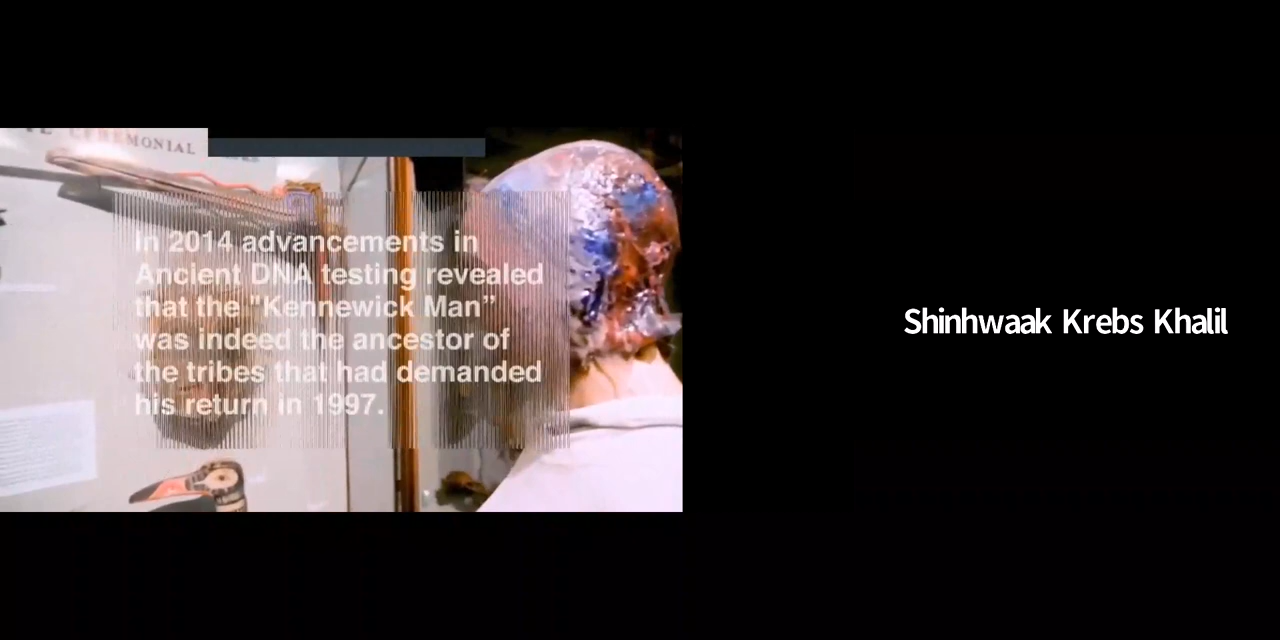 CEREMONIAL
In 2014 advancements in
Ancient DNA testing revealed
that the "Kennewick Man”
was indeed the ancestor of
the tribes that had demanded
his return in 1997.
Shinhwaak Krebs Khalil